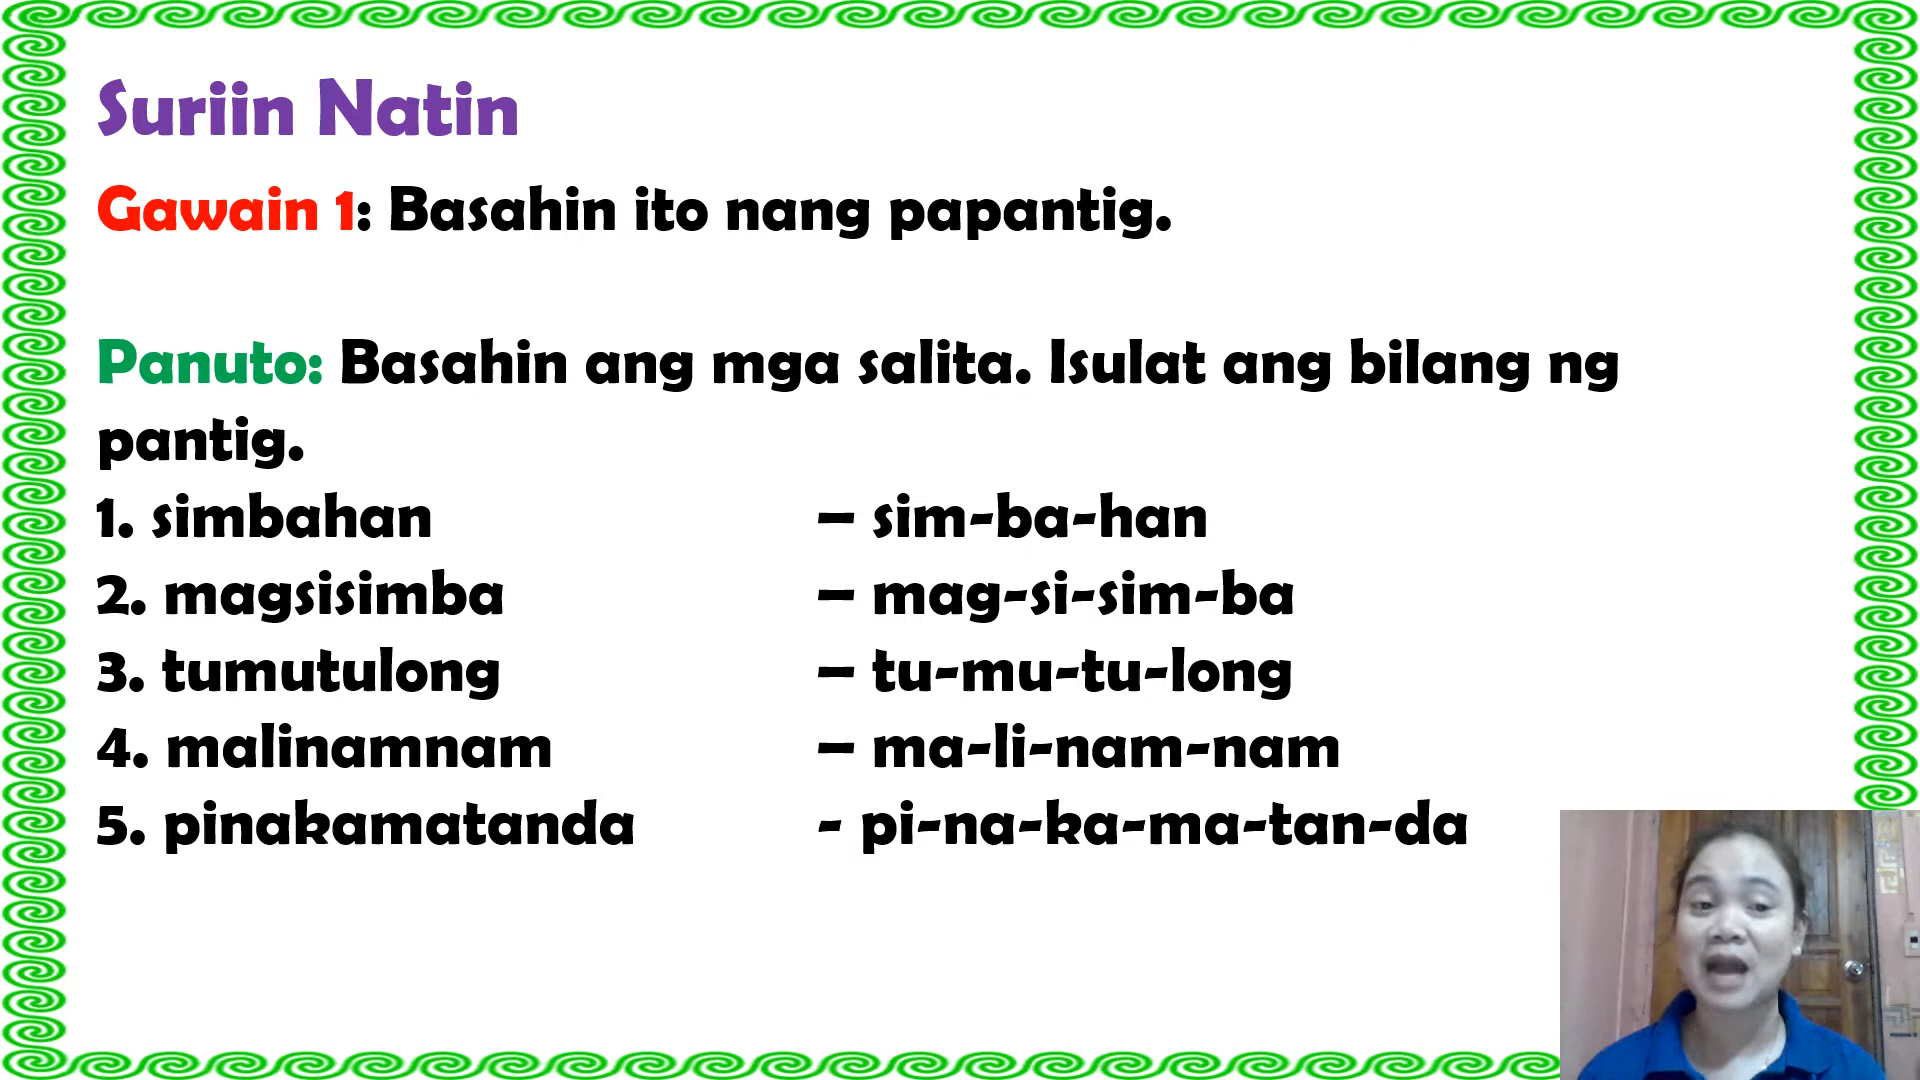 Suriin Natin
Gawain 1: Basahin ito nang papantig.
Panuto: Basahin ang mga salita. Isulat ang bilang ng
pantig.
1. simbahan – sim-ba-han
2. magsisimba – mag-si-sim-ba
3. tumutulong – tu-mu-tu-long
4. malinamnam – ma-li-nam-nam
5. pinakamatanda - pi-na-ka-ma-tan-da